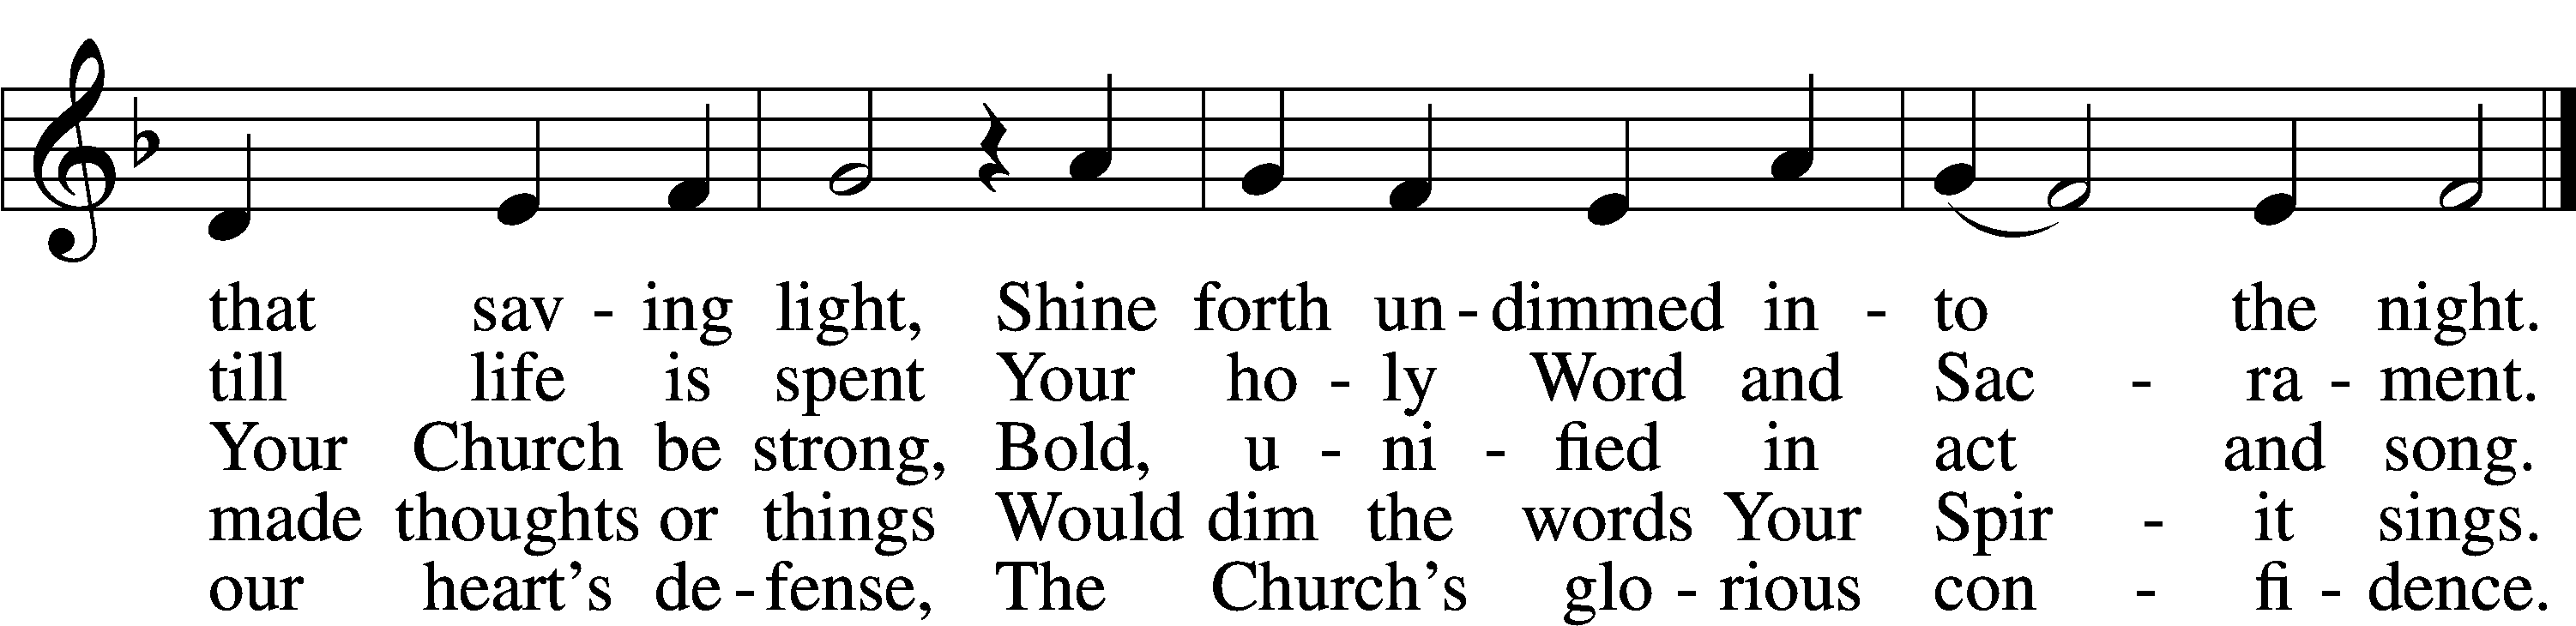 that sav - ing light, Shine forth un - dimmed in - to the night.
till life is spent Your ho - ly Word and Sac - ra - ment.
Your Church be strong, Bold, u - ni - fied in act and song.
made thoughts or things Would dim the words Your Spir - it sings.
our heart's de - fense, The Church's glo - rious con - fi - dence.